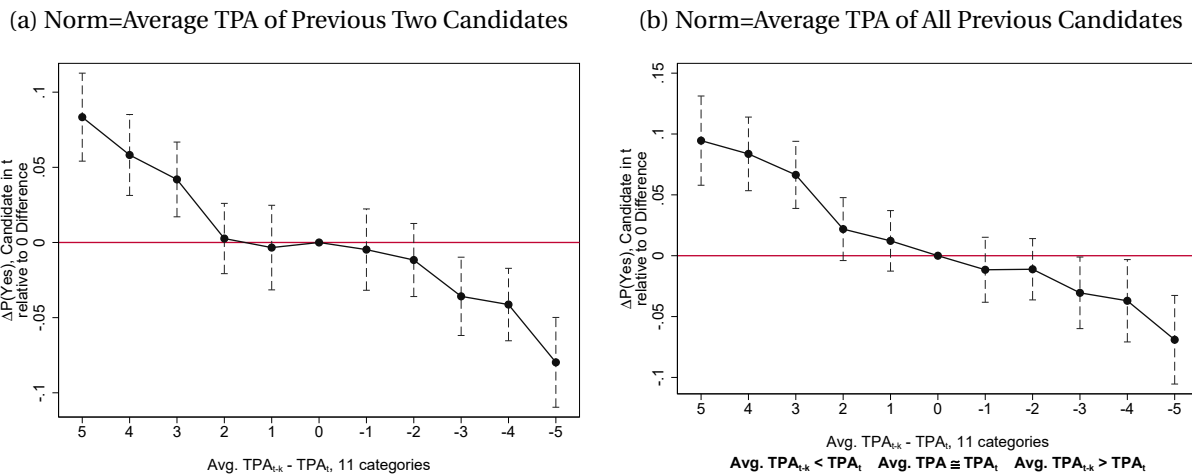 (a) Norm=Average TPA of Previous Two Candidates
ΔP(Yes), Candidate in t
relative to 0 Difference
.1
.05
0
-.05
-.1
5 4 3 2 1 0 -1 -2 -3 -4 -5
Avg. TPAₜ₋ₖ - TPAₜ, 11 categories
(b) Norm=Average TPA of All Previous Candidates
ΔP(Yes), Candidate in t
relative to 0 Difference
.15
.1
.05
0
-.05
-.1
5 4 3 2 1 0 -1 -2 -3 -4 -5
Avg. TPAₜ₋ₖ - TPAₜ, 11 categories
Avg. TPAₜ₋ₖ < TPAₜ Avg. TPA ≅ TPAₜ Avg. TPAₜ₋ₖ > TPAₜ